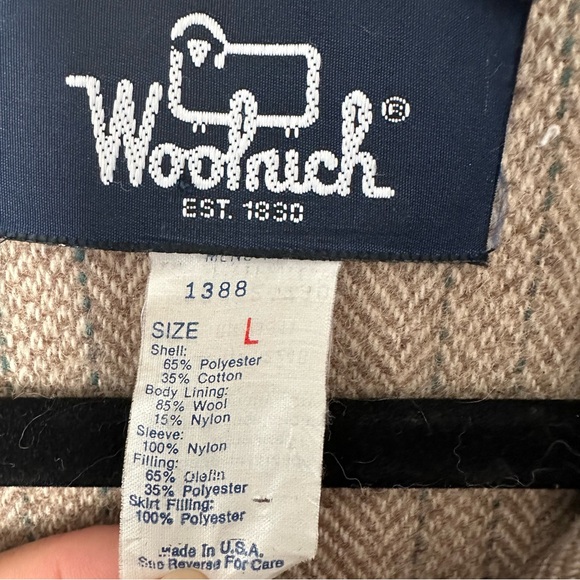 Woolrich®
EST. 1830
MENS
1388
SIZE L
Shell:
65% Polyester
35% Cotton
Body Lining:
85% Wool
15% Nylon
Sleeve:
100% Nylon
Filling:
65% Olefin
35% Polyester
Skirt Filling:
100% Polyester
Made In U.S.A.
See Reverse For Care